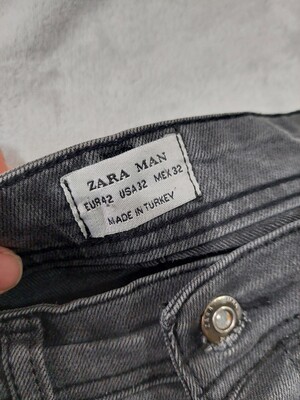 ZARA MAN
EUR42 USA32 MEX32
MADE IN TURKEY